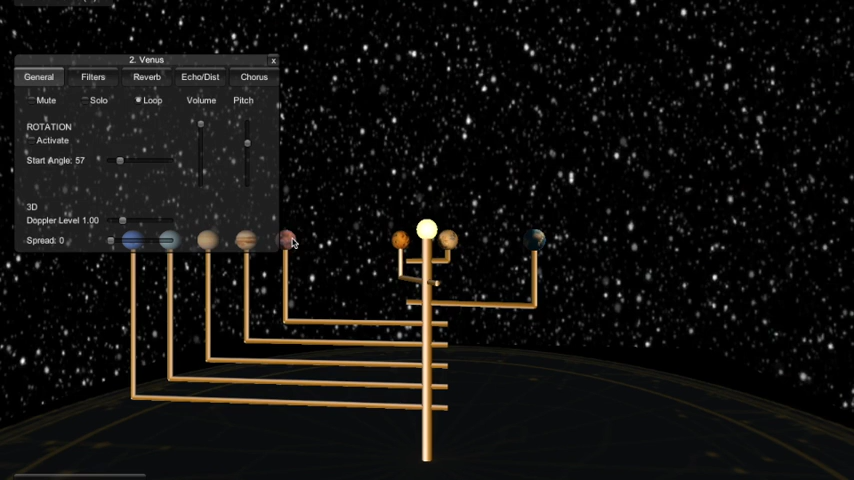 2. Venus x
General Filters Reverb Echo/Dist Chorus
Mute Solo Loop Volume Pitch
ROTATION
Activate
Start Angle: 57
3D
Doppler Level 1.00
Spread: 0